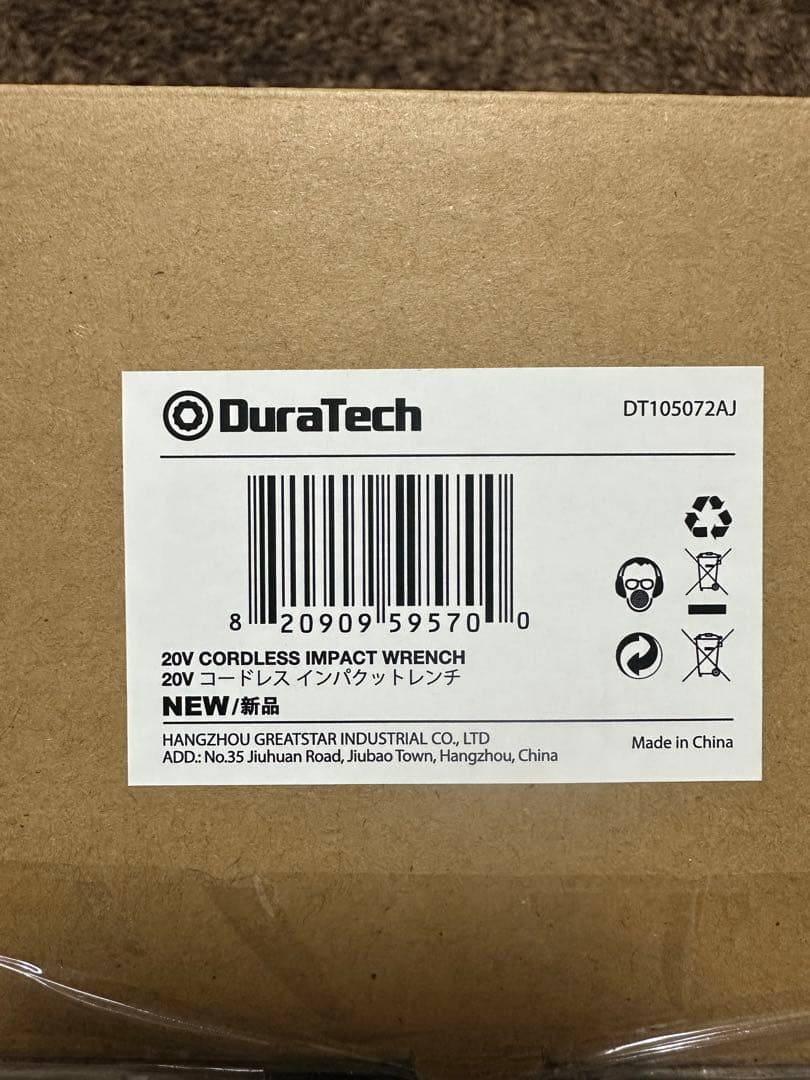 DuraTech
DT105072AJ
8 20909 59570 0
20V CORDLESS IMPACT WRENCH
20V コードレス インパクットレンチ
NEW/新品
HANGZHOU GREATSTAR INDUSTRIAL CO., LTD
ADD.: No.35 Jiuhuan Road, Jiubao Town, Hangzhou, China
Made in China